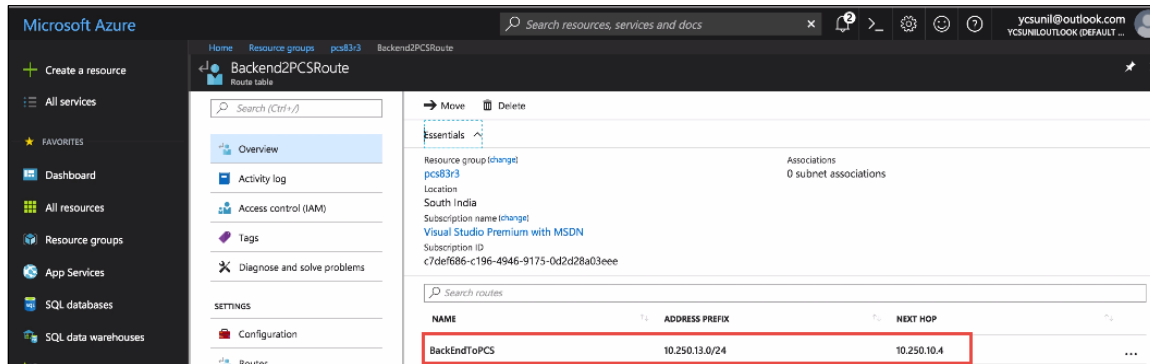 Microsoft Azure
Search resources, services and docs
2
ycsunil@outlook.com
YCSUNILOUTLOOK (DEFAULT ...
Home Resource groups pcs83r3 Backend2PCSRoute
Create a resource
All services
FAVORITES
Dashboard
All resources
Resource groups
App Services
SQL databases
SQL data warehouses
Backend2PCSRoute
Route table
Search (Ctrl+/)
Overview
Activity log
Access control (IAM)
Tags
Diagnose and solve problems
SETTINGS
Configuration
Routes
Move Delete
Essentials
Resource group (change)
pcs83r3
Location
South India
Subscription name (change)
Visual Studio Premium with MSDN
Subscription ID
c7def686-c196-4946-9175-0d2d28a03eee
Associations
0 subnet associations
Search routes
NAME ADDRESS PREFIX NEXT HOP
BackEndToPCS 10.250.13.0/24 10.250.10.4 ...